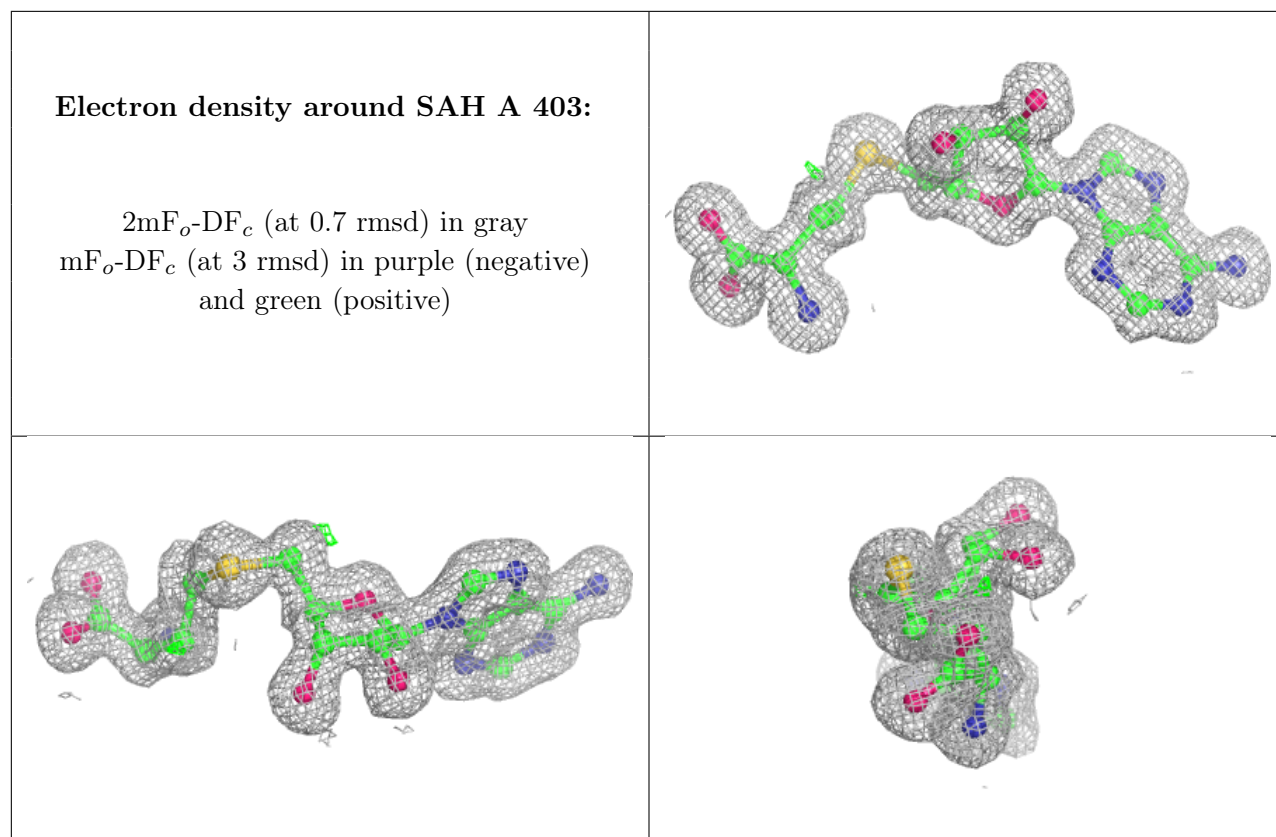 Electron density around SAH A 403:
2mFo-DFc (at 0.7 rmsd) in gray
mFo-DFc (at 3 rmsd) in purple (negative)
and green (positive)